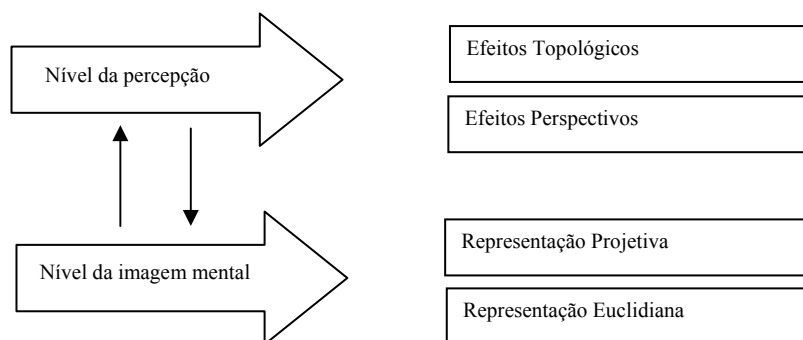 Nível da percepção
Efeitos Topológicos
Efeitos Perspectivos
Nível da imagem mental
Representação Projetiva
Representação Euclidiana